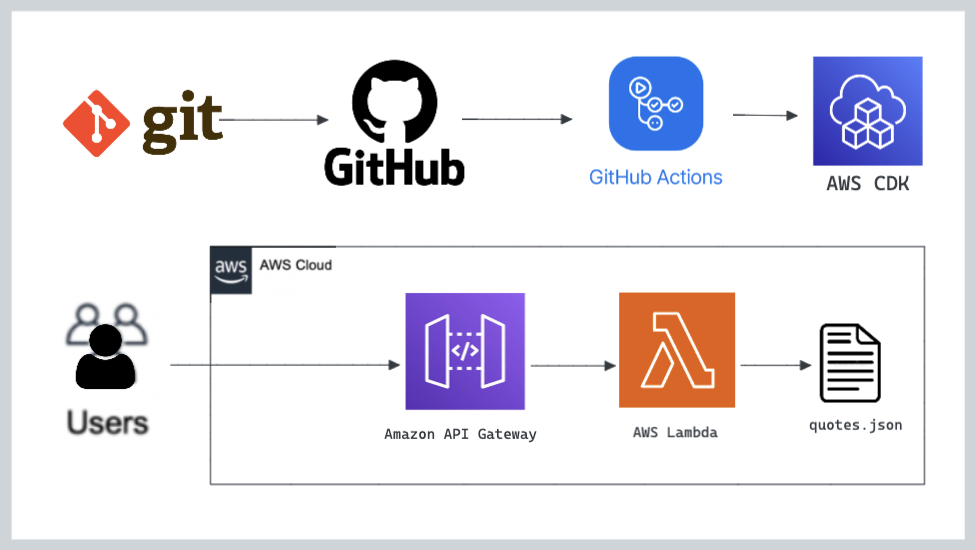 git
GitHub
GitHub Actions
AWS CDK
aws
AWS Cloud
</>
Users
Amazon API Gateway
AWS Lambda
quotes.json